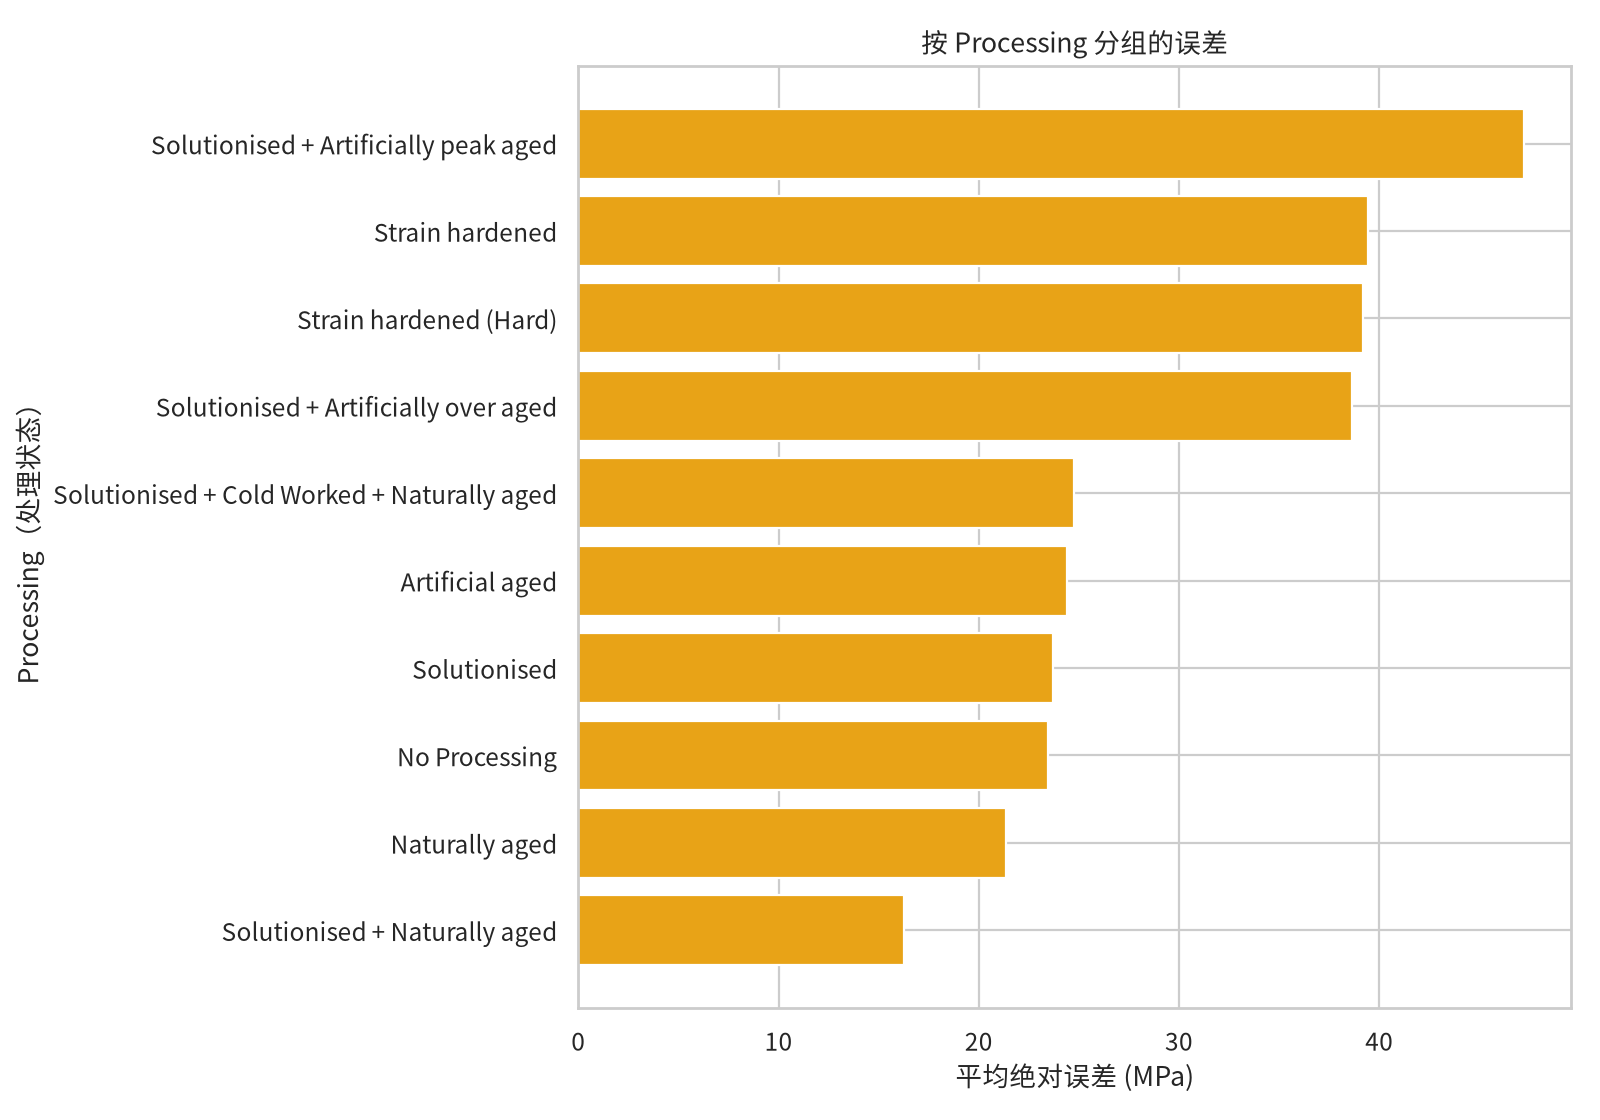 按 Processing 分组的误差
Solutionised + Artificially peak aged
Strain hardened
Strain hardened (Hard)
Solutionised + Artificially over aged
Solutionised + Cold Worked + Naturally aged
Artificial aged
Solutionised
No Processing
Naturally aged
Solutionised + Naturally aged
Processing（处理状态）
0 10 20 30 40
平均绝对误差 (MPa)